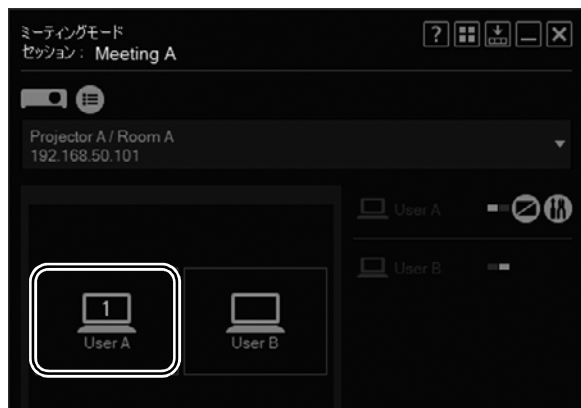 ミーティングモード
セッション： Meeting A
?
Projector A / Room A
192.168.50.101
User A
User B
1
User A
User B